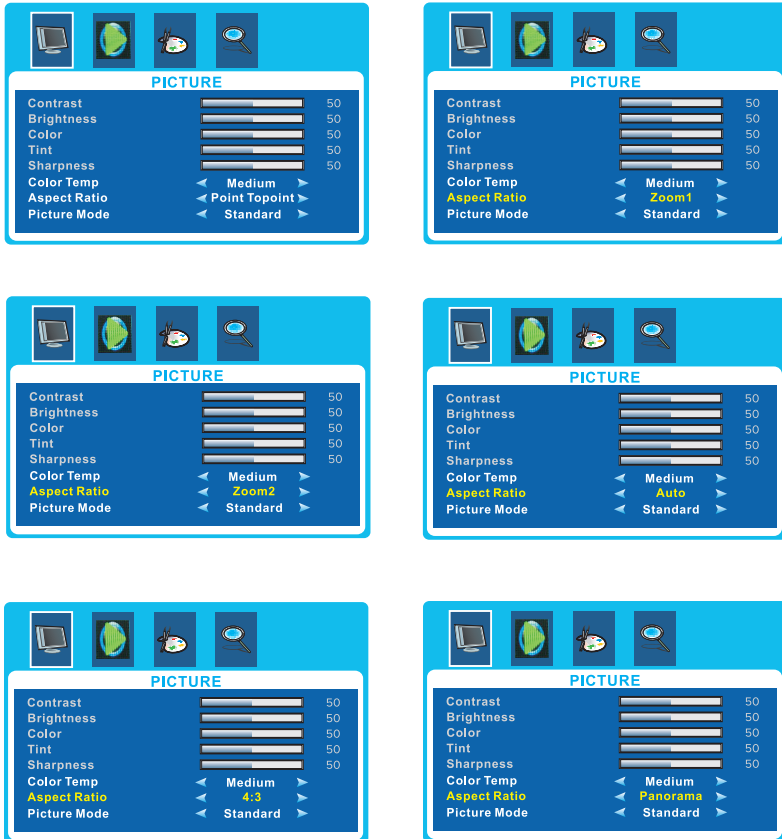 PICTURE
Contrast 50
Brightness 50
Color 50
Tint 50
Sharpness 50
Color Temp Medium
Aspect Ratio Point Topoint
Picture Mode Standard
PICTURE
Contrast 50
Brightness 50
Color 50
Tint 50
Sharpness 50
Color Temp Medium
Aspect Ratio Zoom1
Picture Mode Standard
PICTURE
Contrast 50
Brightness 50
Color 50
Tint 50
Sharpness 50
Color Temp Medium
Aspect Ratio Zoom2
Picture Mode Standard
PICTURE
Contrast 50
Brightness 50
Color 50
Tint 50
Sharpness 50
Color Temp Medium
Aspect Ratio Auto
Picture Mode Standard
PICTURE
Contrast 50
Brightness 50
Color 50
Tint 50
Sharpness 50
Color Temp Medium
Aspect Ratio 4:3
Picture Mode Standard
PICTURE
Contrast 50
Brightness 50
Color 50
Tint 50
Sharpness 50
Color Temp Medium
Aspect Ratio Panorama
Picture Mode Standard